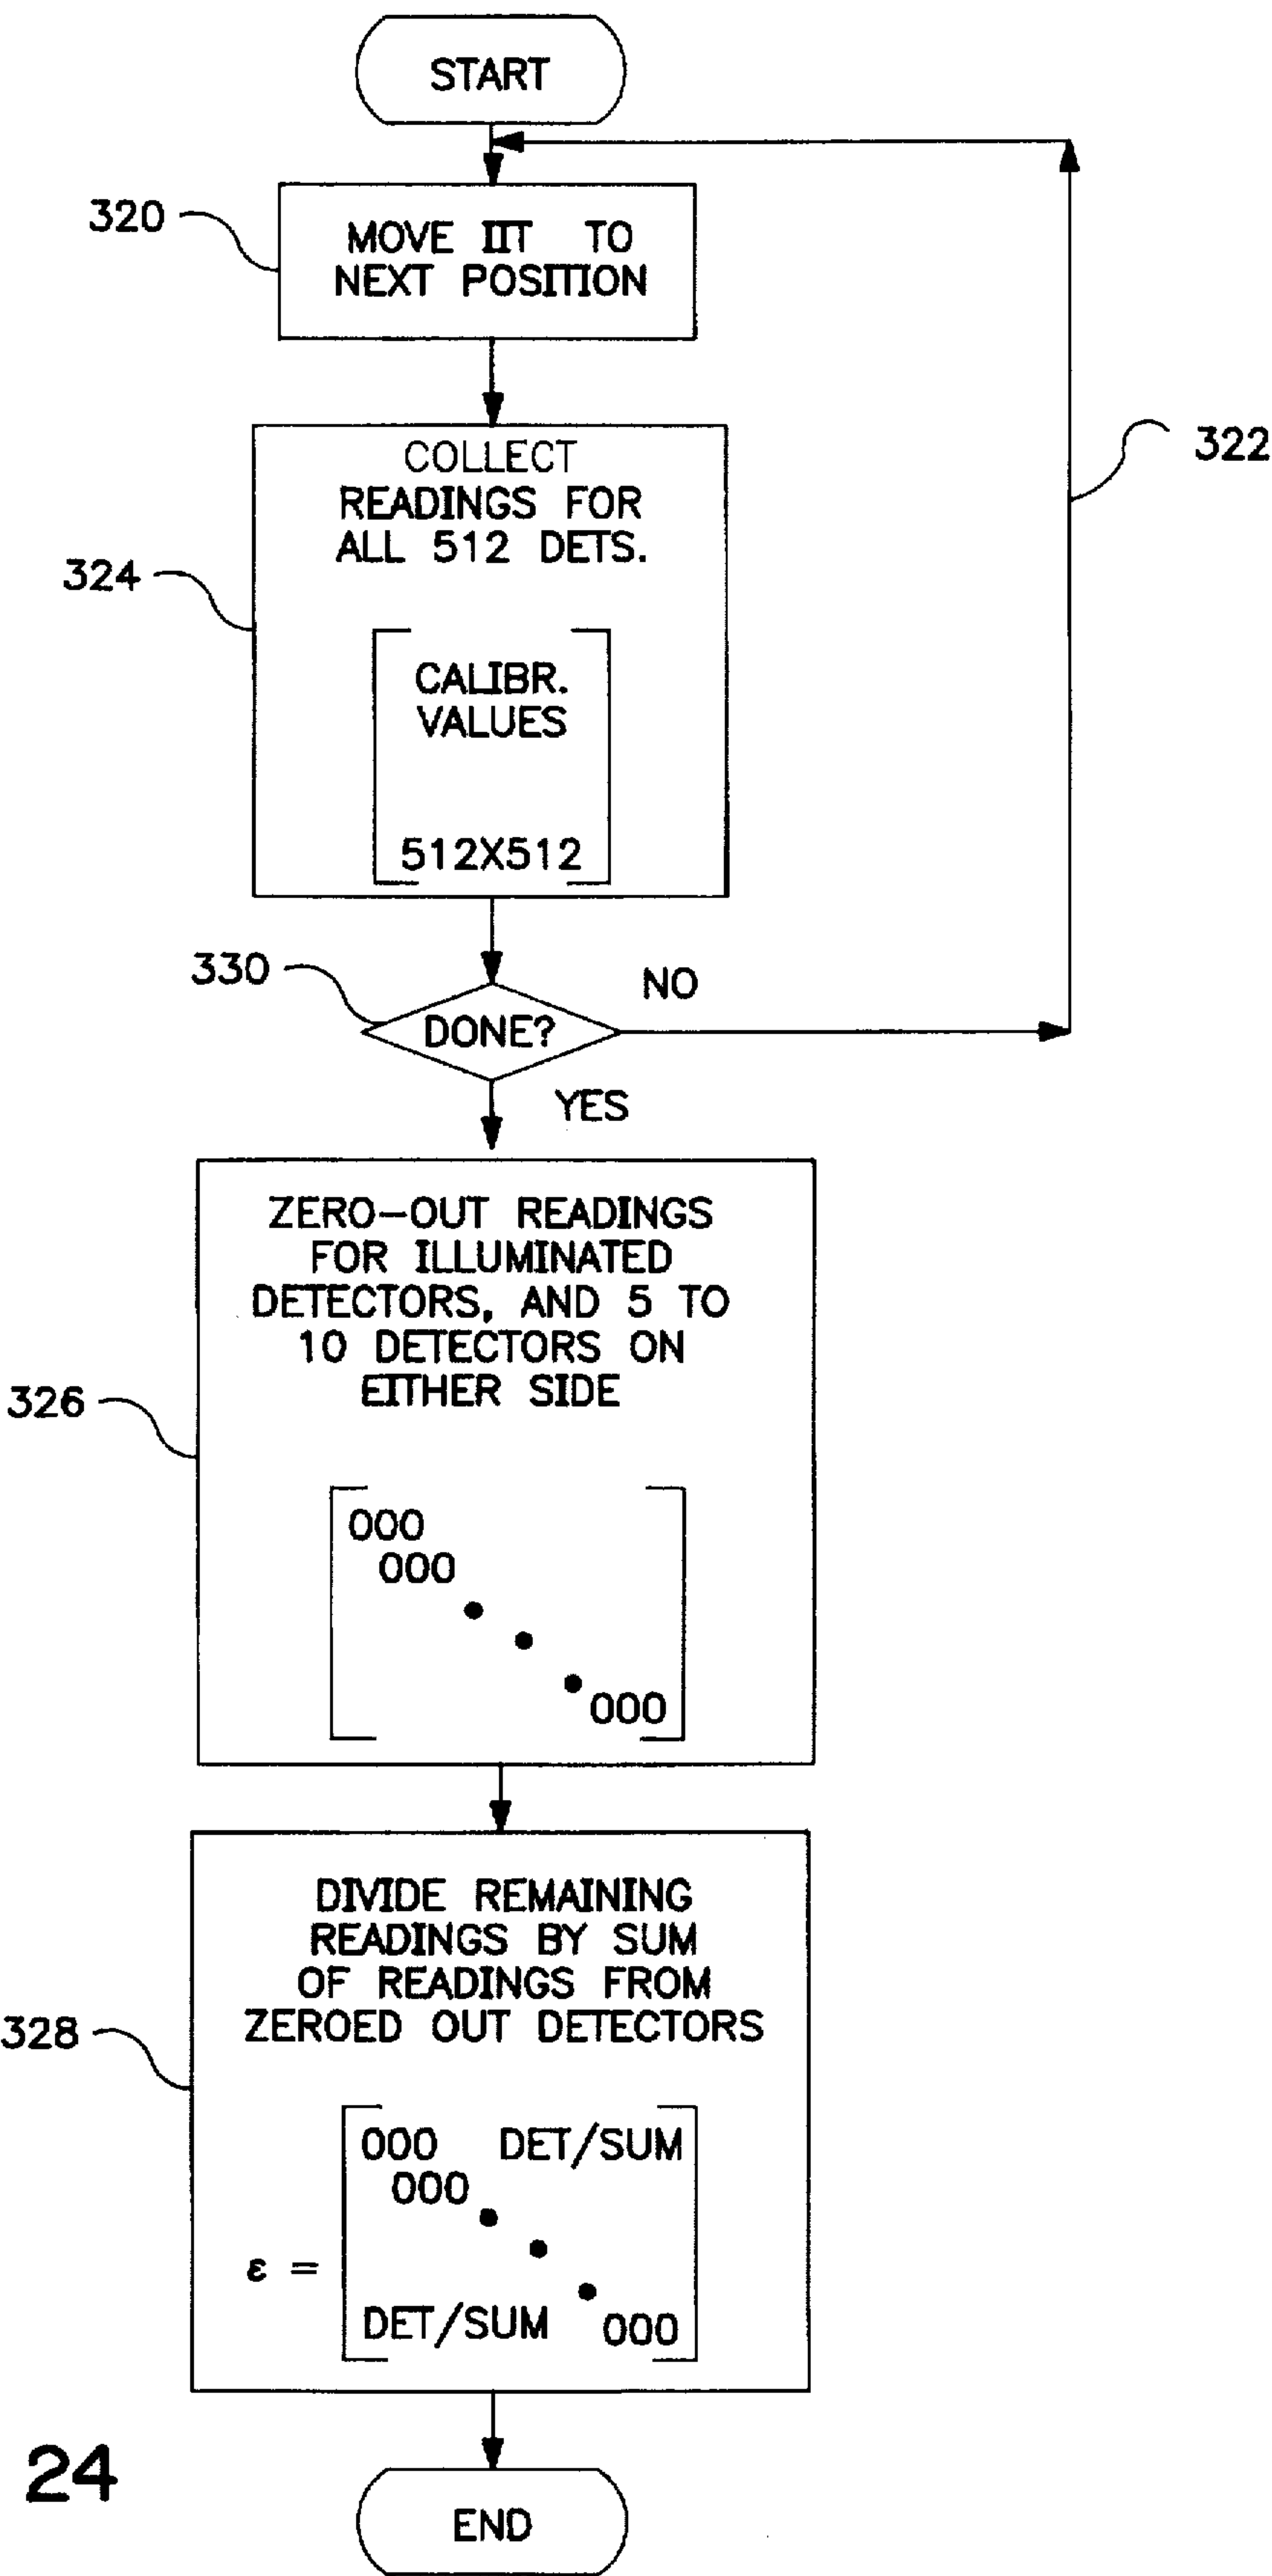 START
320
MOVE IIT TO
NEXT POSITION
322
COLLECT
READINGS FOR
ALL 512 DETS.
324
CALIBR.
VALUES
512X512
330
NO
DONE?
YES
ZERO-OUT READINGS
FOR ILLUMINATED
DETECTORS, AND 5 TO
10 DETECTORS ON
EITHER SIDE
326
000
000
000
DIVIDE REMAINING
READINGS BY SUM
OF READINGS FROM
ZEROED OUT DETECTORS
328
000 DET/SUM
000
ε =
DET/SUM 000
24
END